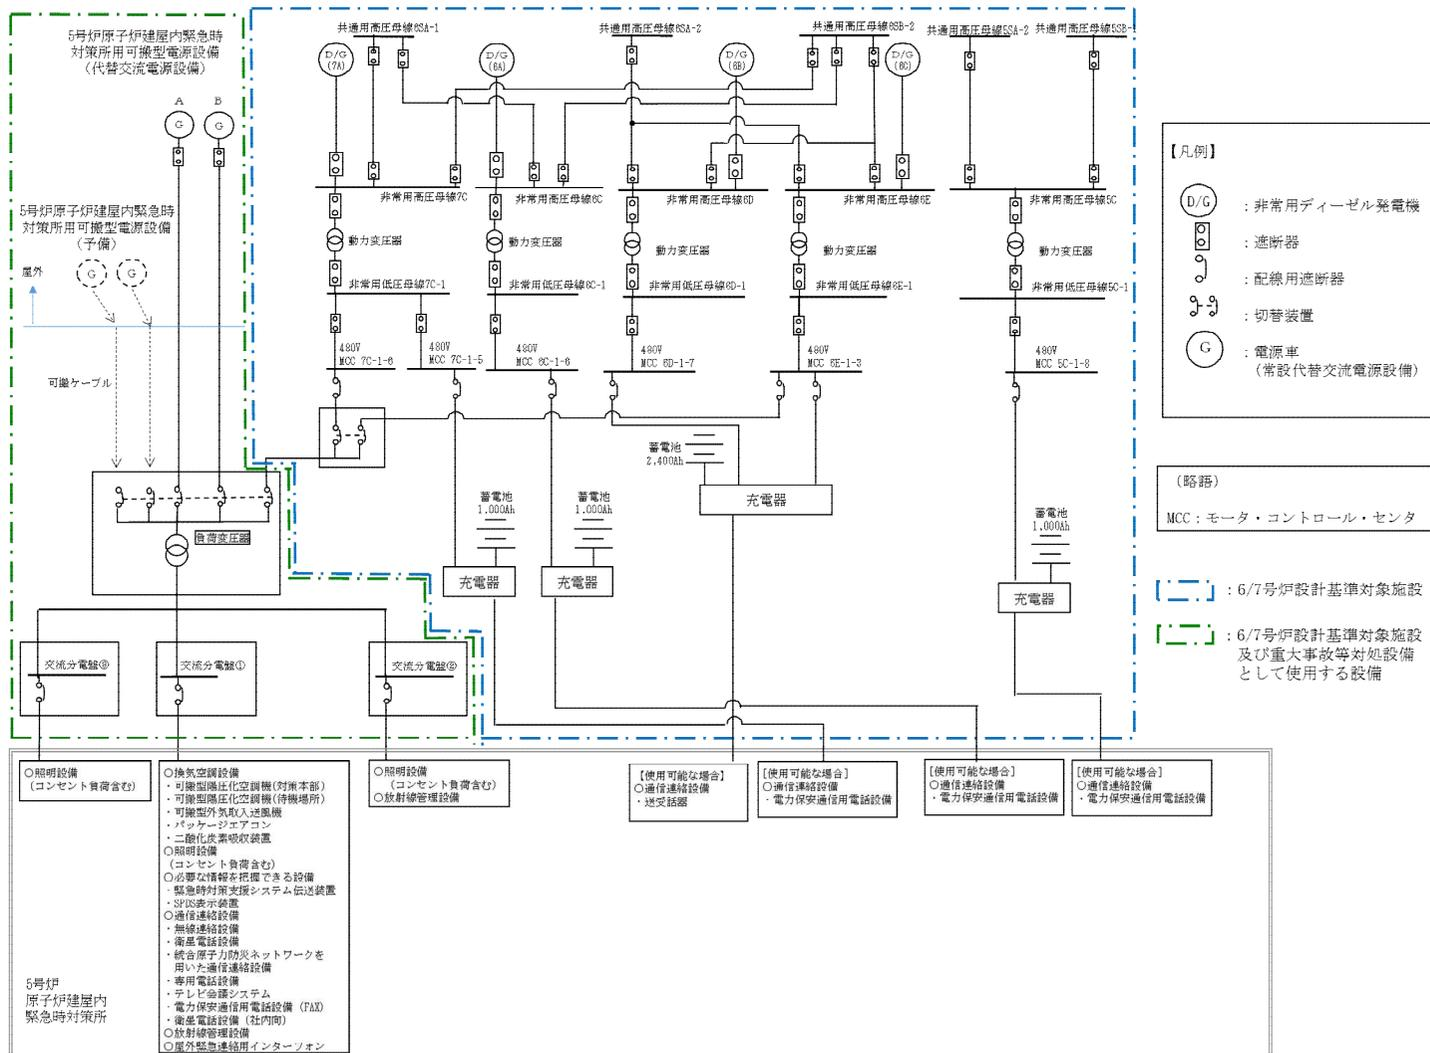 5号炉原子炉建屋内緊急時
対策所用可搬型電源設備
（代替交流電源設備）
A
B
G
G
5号炉原子炉建屋内緊急時
対策所用可搬型電源設備
（予備）
G
G
屋外
可搬ケーブル
負荷変圧器
交流分電盤①
共通用高圧母線6SA-1
共通用高圧母線6SA-2
共通用高圧母線6SB-2
共通用高圧母線5SA-2
共通用高圧母線5SB-1
D/G
(7A)
D/G
(6A)
D/G
(6B)
D/G
(6C)
非常用高圧母線7C
非常用高圧母線6C
非常用高圧母線6D
非常用高圧母線6E
非常用高圧母線5C
動力変圧器
動力変圧器
動力変圧器
動力変圧器
動力変圧器
非常用低圧母線7C-1
非常用低圧母線6C-1
非常用低圧母線6D-1
非常用低圧母線6E-1
非常用低圧母線5C-1
480V
MCC 7C-1-6
480V
MCC 7C-1-5
480V
MCC 6C-1-6
480V
MCC 6D-1-7
480V
MCC 6E-1-3
480V
MCC 5C-1-8
蓄電池
2,400Ah
充電器
蓄電池
1,000Ah
充電器
蓄電池
1,000Ah
充電器
蓄電池
1,000Ah
充電器
【凡例】
D/G
：非常用ディーゼル発電機
：遮断器
：配線用遮断器
：切替装置
G
：電源車
（常設代替交流電源設備）
（略語）
MCC：モータ・コントロール・センタ
：6/7号炉設計基準対象施設
：6/7号炉設計基準対象施設
及び重大事故等対処設備
として使用する設備
○照明設備
（コンセント負荷含む）
○換気空調設備
・可搬型陽圧化空調機(対策本部)
・可搬型陽圧化空調機(待機場所)
・可搬型外気取入送風機
・パッケージエアコン
・二酸化炭素吸収装置
○照明設備
（コンセント負荷含む）
○必要な情報を把握できる設備
・緊急時対策支援システム伝送装置
・SPDS表示装置
○通信連絡設備
・無線連絡設備
・衛星電話設備
・統合原子力防災ネットワークを
用いた通信連絡設備
・専用電話設備
・テレビ会議システム
・電力保安通信用電話設備（FAX）
・衛星電話設備（社内向）
○放射線管理設備
○屋外緊急連絡用インターフォン
○照明設備
（コンセント負荷含む）
○放射線管理設備
【使用可能な場合】
○通信連絡設備
・送受話器
[使用可能な場合]
○通信連絡設備
・電力保安通信用電話設備
[使用可能な場合]
○通信連絡設備
・電力保安通信用電話設備
[使用可能な場合]
○通信連絡設備
・電力保安通信用電話設備
5号炉
原子炉建屋内
緊急時対策所